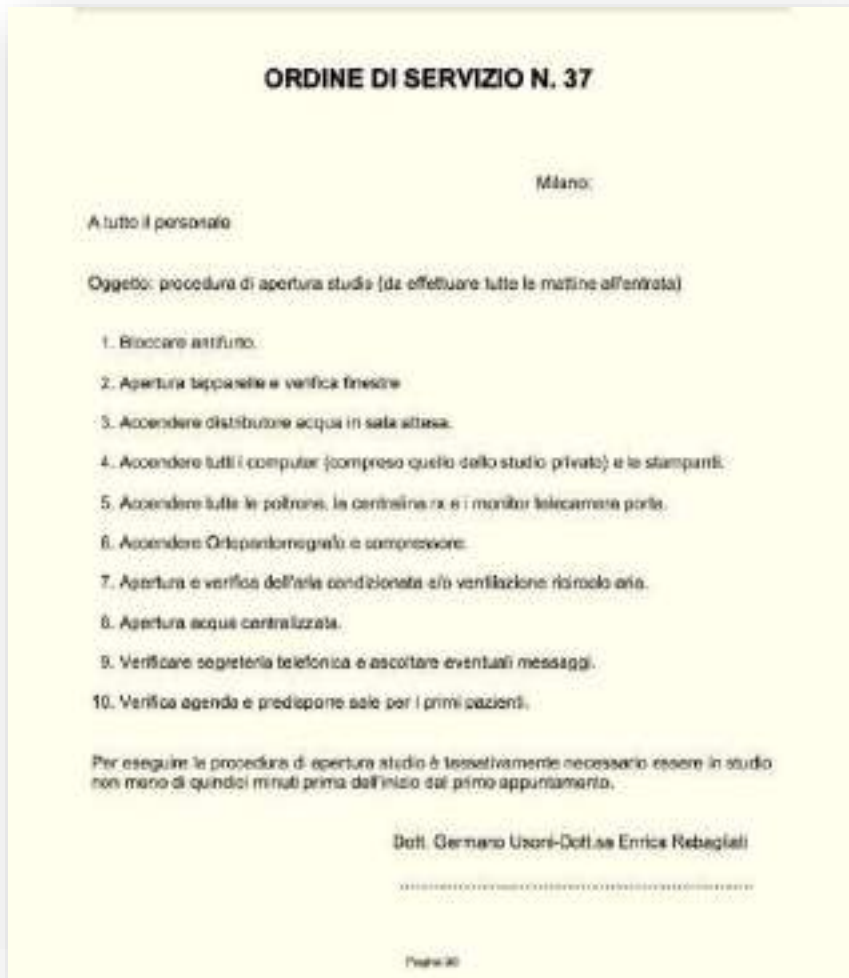 ORDINE DI SERVIZIO N. 37
Milano:
A tutto il personale
Oggetto: procedura di apertura studio (da effettuare tutte le mattine all'entrata)
1. Bloccare antifurto.
2. Apertura tapparelle e verifica finestre
3. Accendere distributore acqua in sala attesa.
4. Accendere tutti i computer (compreso quello dello studio privato) e le stampanti.
5. Accendere tutte le poltrone, la centralina rx e i monitor telecamera porta.
6. Accendere Ortopantomografo e compressore.
7. Apertura e verifica dell'aria condizionata e/o ventilazione ricircolo aria.
8. Apertura acqua centralizzata.
9. Verificare segreteria telefonica e ascoltare eventuali messaggi.
10. Verifica agenda e predisporre sale per i primi pazienti.
Per eseguire la procedura di apertura studio è tassativamente necessario essere in studio
non meno di quindici minuti prima dell'inizio del primo appuntamento.
Dott. Germano Usoni-Dott.sa Enrica Rebagliati
Pagina